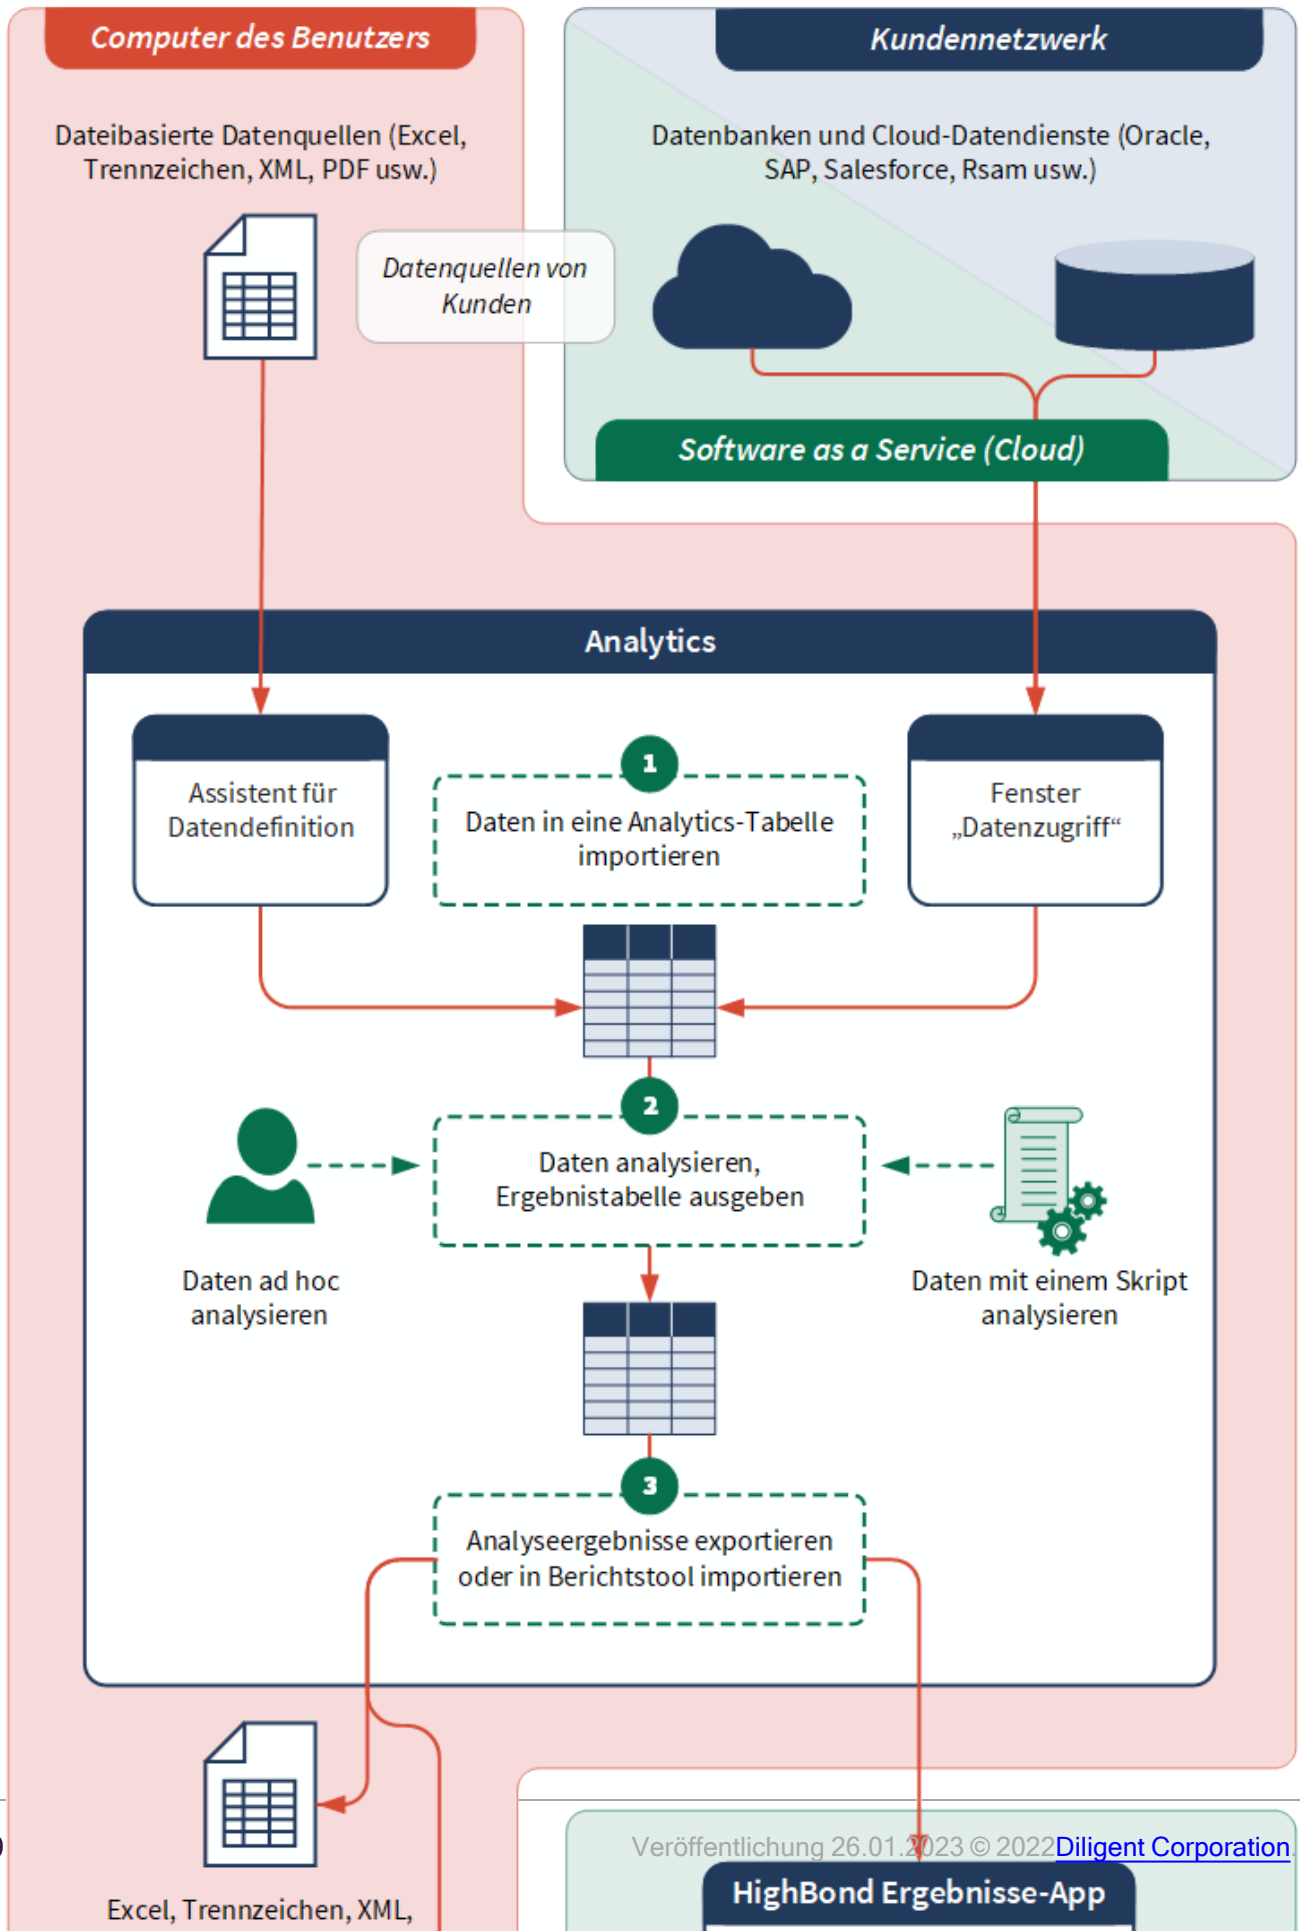 Computer des Benutzers
Kundennetzwerk
Dateibasierte Datenquellen (Excel,
Trennzeichen, XML, PDF usw.)
Datenbanken und Cloud-Datendienste (Oracle,
SAP, Salesforce, Rsam usw.)
Datenquellen von
Kunden
Software as a Service (Cloud)
Analytics
Assistent für
Datendefinition
1
Daten in eine Analytics-Tabelle
importieren
Fenster
„Datenzugriff“
2
Daten analysieren,
Ergebnistabelle ausgeben
Daten ad hoc
analysieren
Daten mit einem Skript
analysieren
3
Analyseergebnisse exportieren
oder in Berichtstool importieren
Veröffentlichung 26.01.2023 © 2022 Diligent Corporation.
HighBond Ergebnisse-App
Excel, Trennzeichen, XML,